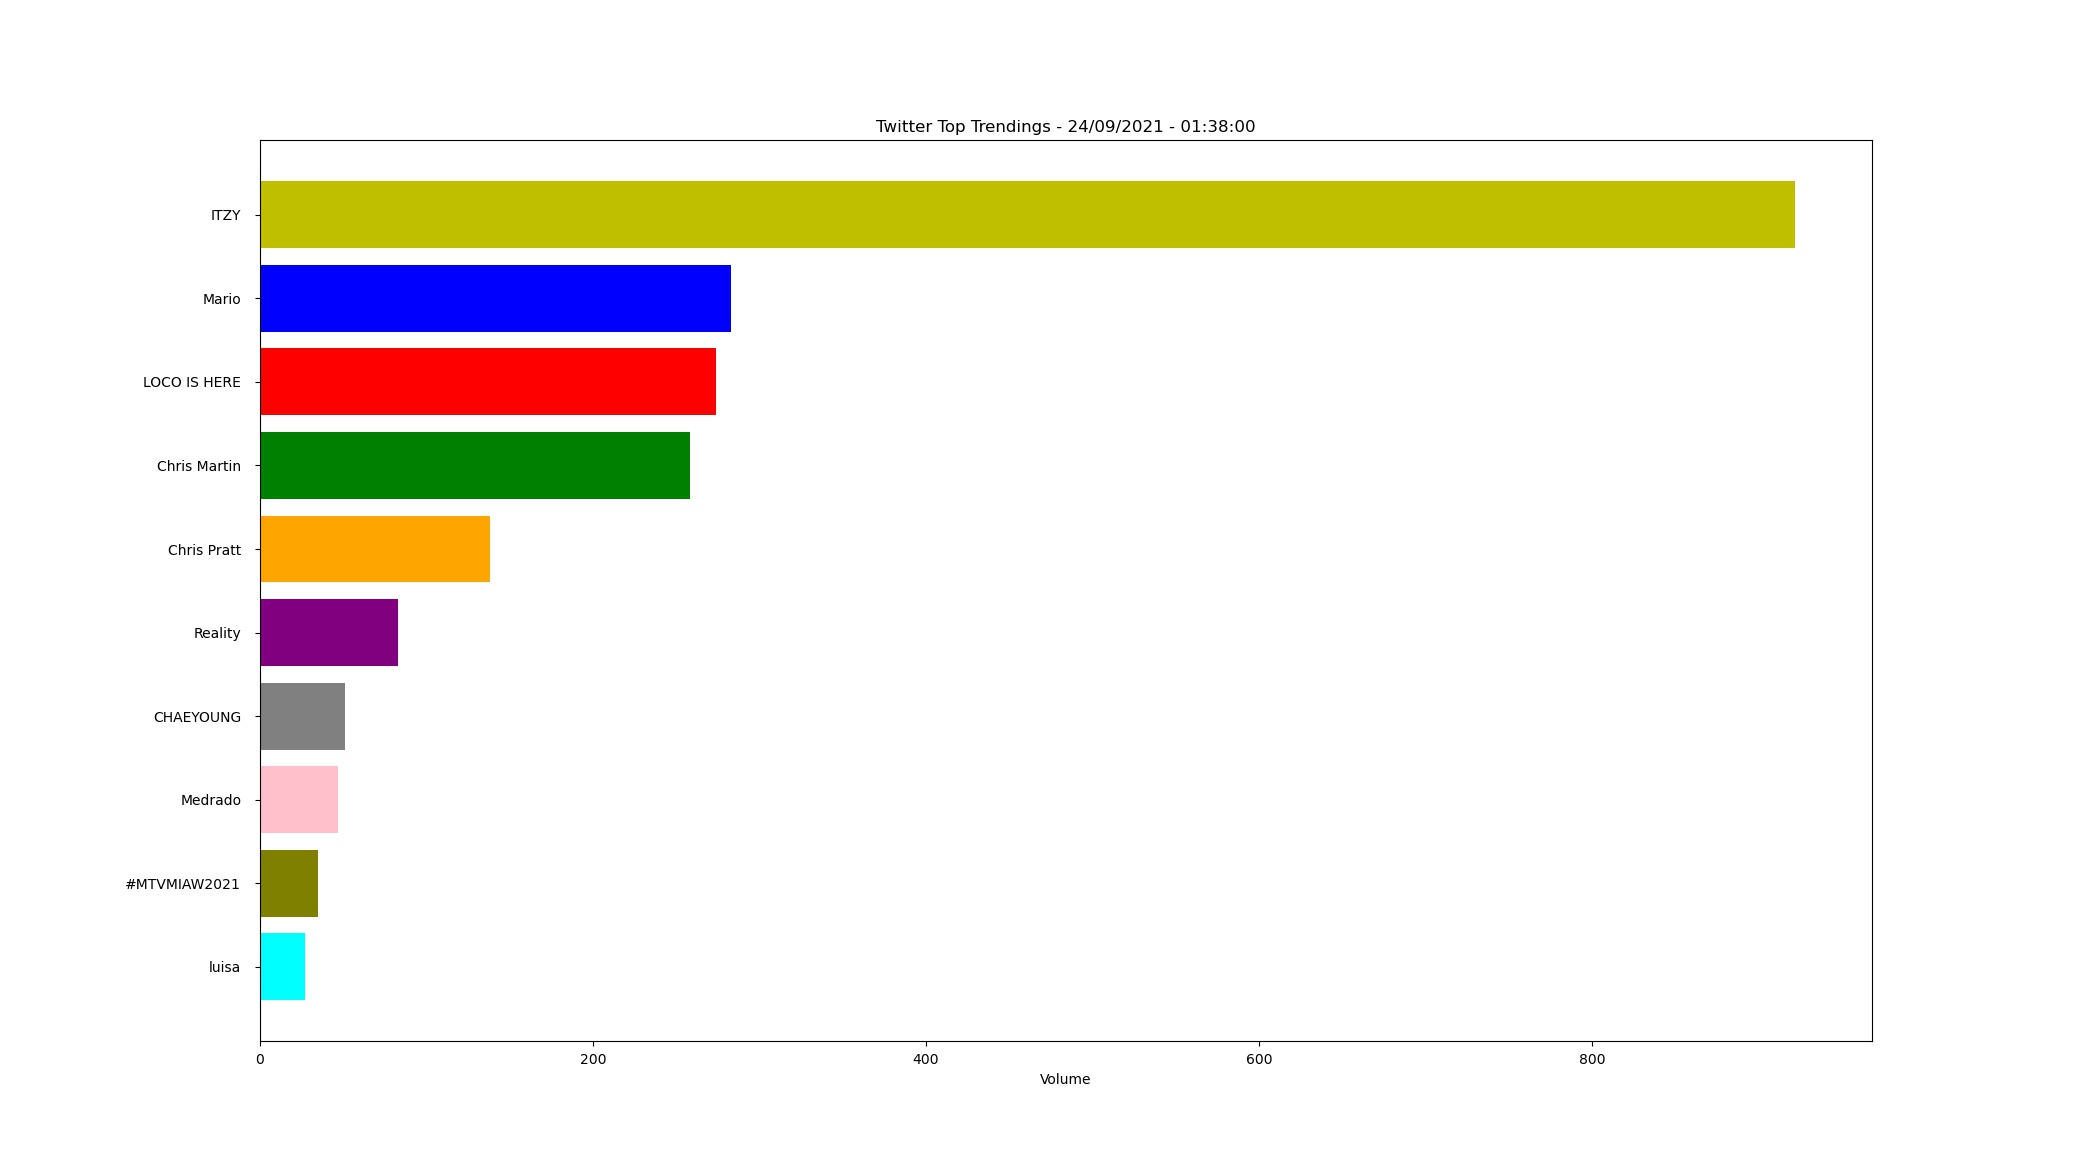 Twitter Top Trendings - 24/09/2021 - 01:38:00
ITZY
Mario
LOCO IS HERE
Chris Martin
Chris Pratt
Reality
CHAEYOUNG
Medrado
#MTVMIAW2021
luisa
0 200 400 600 800
Volume